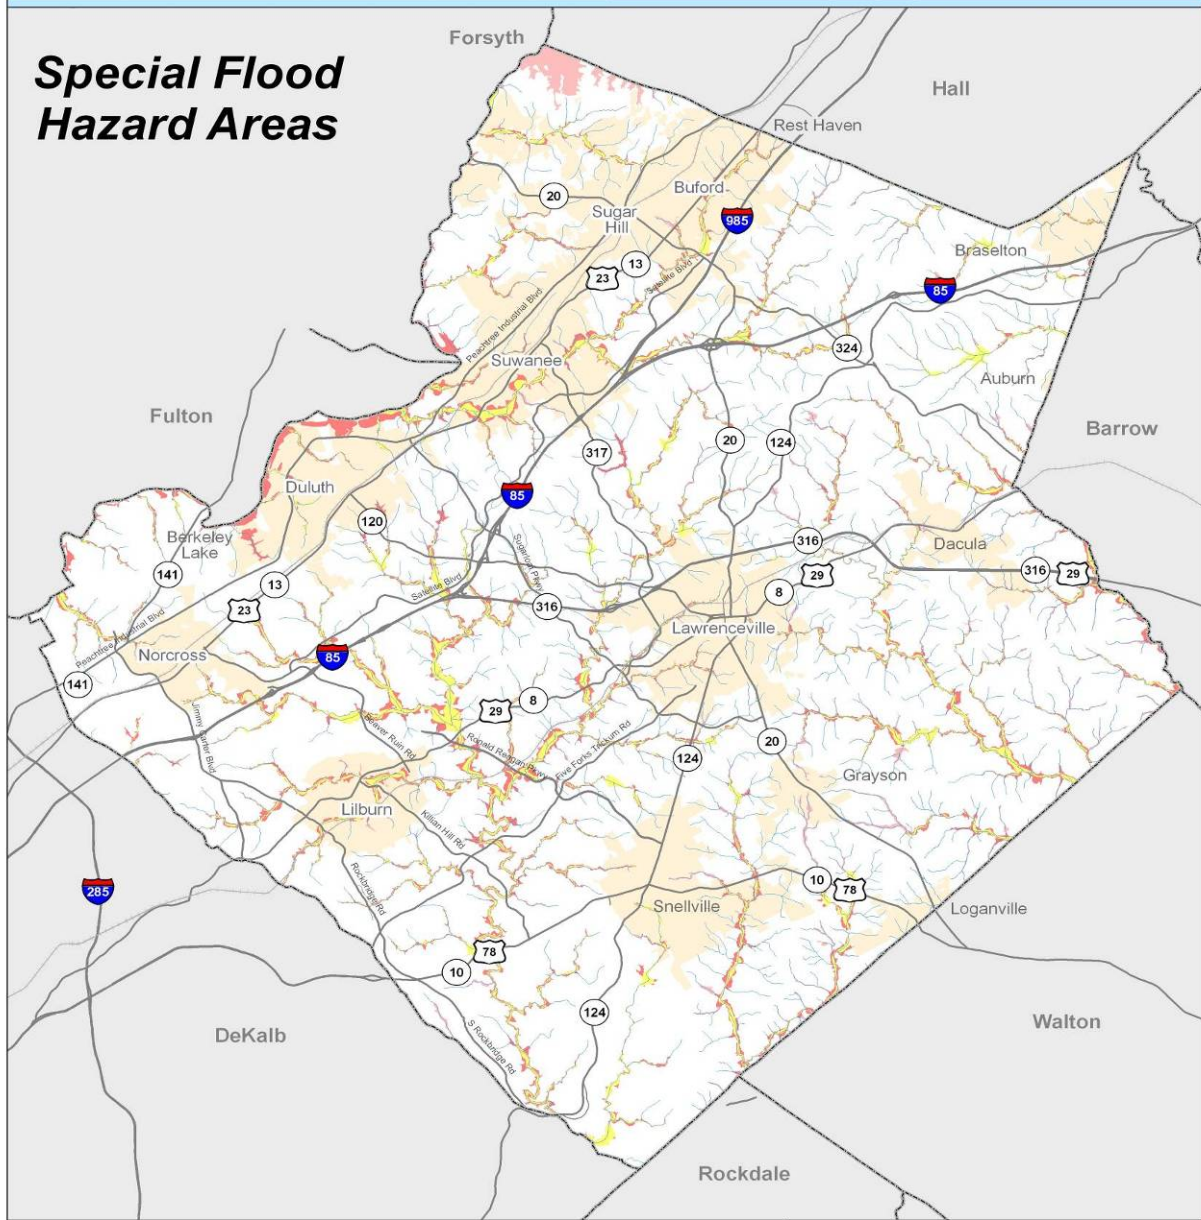 Special Flood
Hazard Areas
Forsyth
Hall
Rest Haven
Buford
20
Sugar
Hill
985
13
23
Satellite Blvd
Braselton
85
Peachtree Industrial Blvd
Suwanee
324
Auburn
Fulton
Barrow
20
124
317
Duluth
85
120
Berkeley
Lake
316
Dacula
141
Sugarloaf Pkwy
13
Satellite Blvd
316
29
316
29
8
23
Peachtree Industrial Blvd
Lawrenceville
Norcross
85
141
8
29
Jimmy Carter Blvd
Beaver Ruin Rd
Ronald Reagan Pkwy
Five Forks Trickum Rd
20
124
Grayson
Lilburn
Killian Hill Rd
285
Rockbridge Rd
10
78
Snellville
Loganville
78
10
124
DeKalb
S Rockbridge Rd
Walton
Rockdale